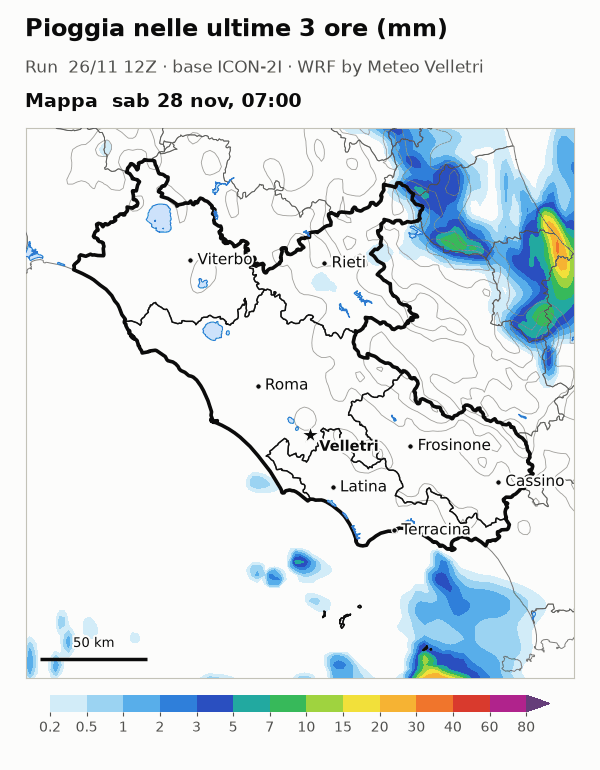 Pioggia nelle ultime 3 ore (mm)
Run  26/11 12Z · base ICON-2I · WRF by Meteo Velletri
Mappa  sab 28 nov, 07:00
Viterbo
Rieti
Roma
Velletri
Frosinone
Latina
Cassino
Terracina
50 km
0.2 0.5 1 2 3 5 7 10 15 20 30 40 60 80